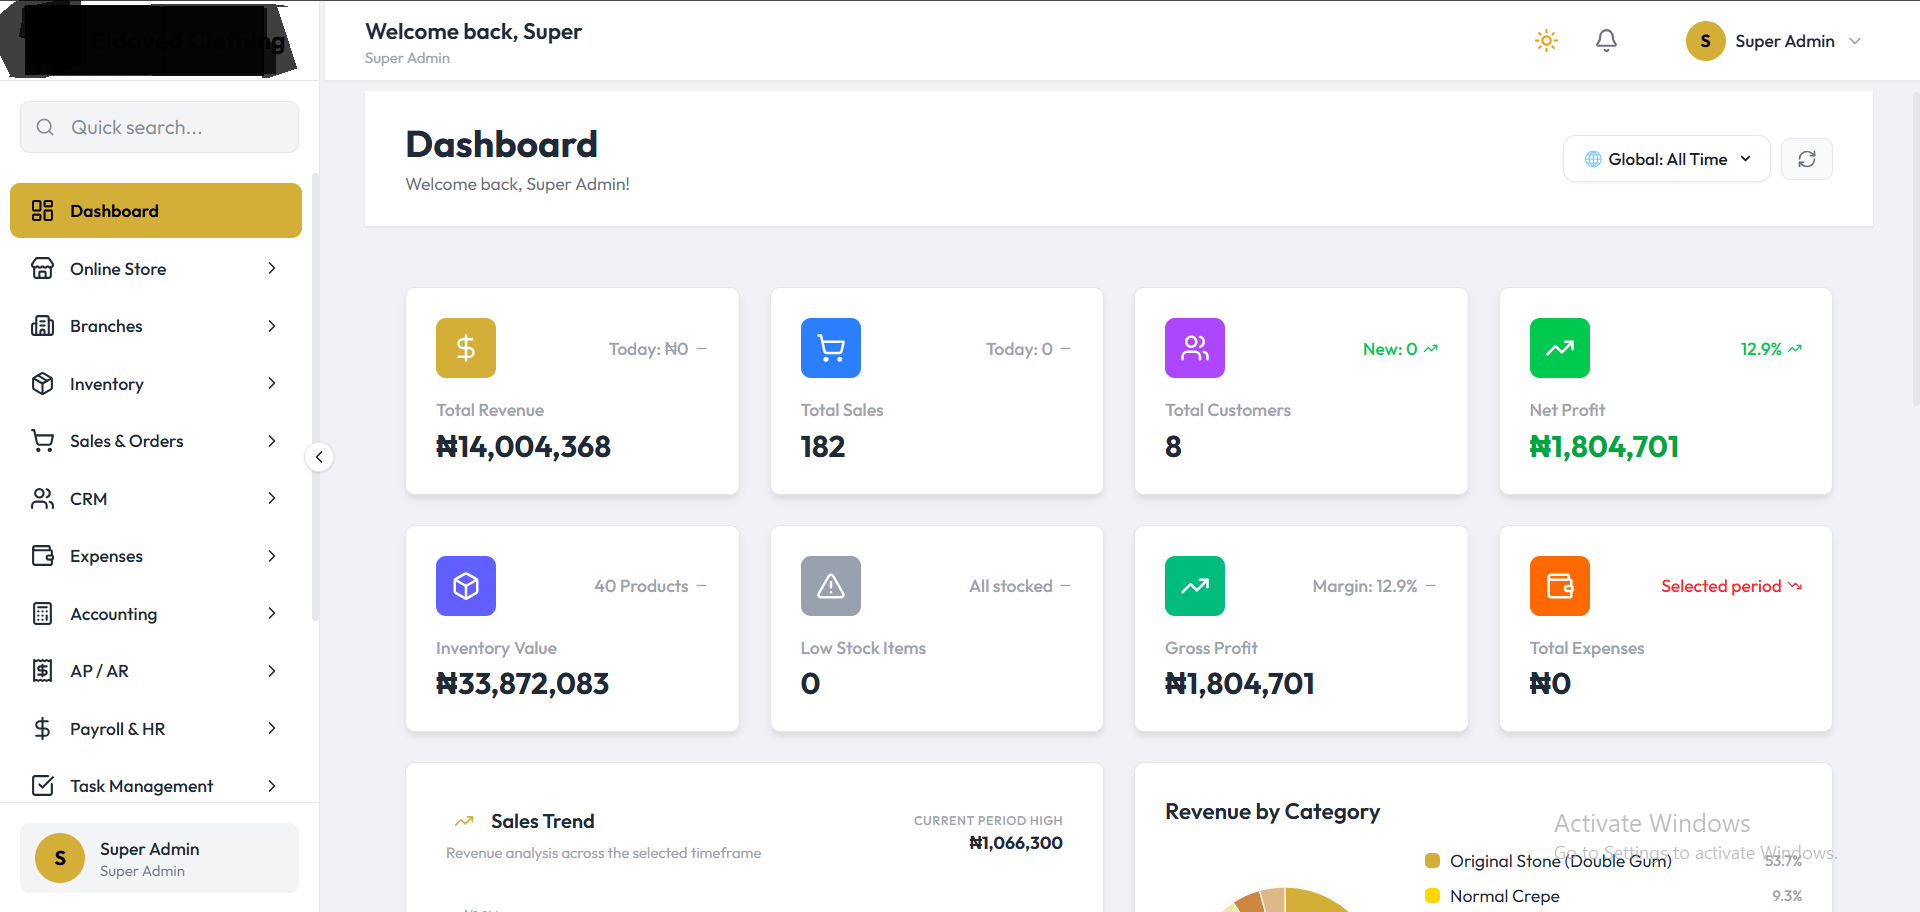 Welcome back, Super
Super Admin
S
Super Admin
Quick search...
Dashboard
Online Store
Branches
Inventory
Sales & Orders
CRM
Expenses
Accounting
AP / AR
Payroll & HR
Task Management
S
Super Admin
Super Admin
Dashboard
Welcome back, Super Admin!
Global: All Time
Today: ₦0
Total Revenue
₦14,004,368
Today: 0
Total Sales
182
New: 0
Total Customers
8
12.9%
Net Profit
₦1,804,701
40 Products
Inventory Value
₦33,872,083
All stocked
Low Stock Items
0
Margin: 12.9%
Gross Profit
₦1,804,701
Selected period
Total Expenses
₦0
Sales Trend
Revenue analysis across the selected timeframe
CURRENT PERIOD HIGH
₦1,066,300
Revenue by Category
Original Stone (Double Gum) 53.7%
Normal Crepe 9.3%
Activate Windows
Go to Settings to activate Windows.